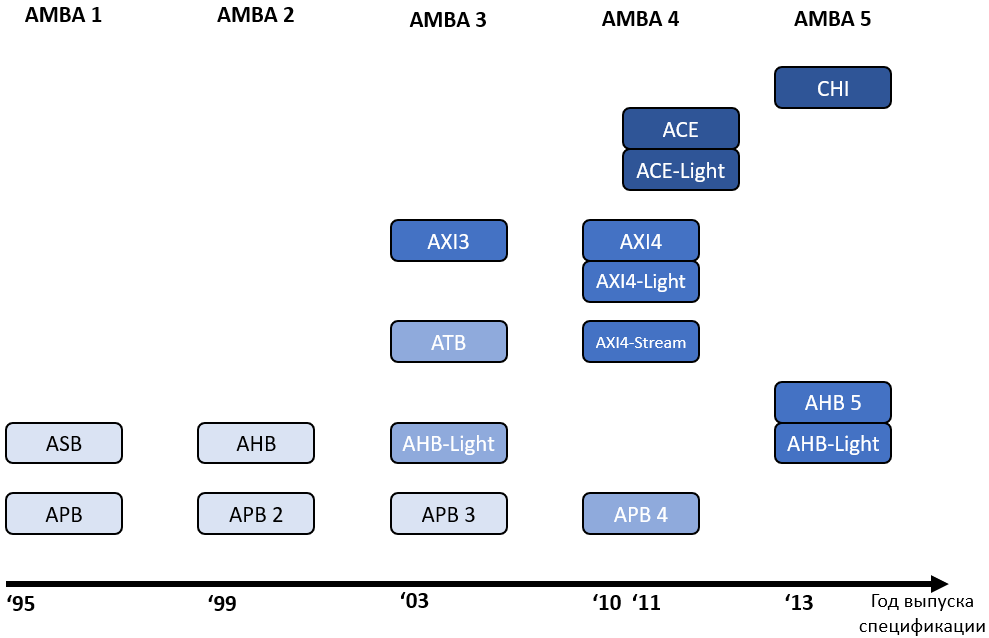 AMBA 1
AMBA 2
AMBA 3
AMBA 4
AMBA 5
CHI
ACE
ACE-Light
AXI3
AXI4
AXI4-Light
ATB
AXI4-Stream
AHB 5
ASB
AHB
AHB-Light
AHB-Light
APB
APB 2
APB 3
APB 4
‘95
‘99
‘03
‘10
‘11
‘13
Год выпуска
спецификации